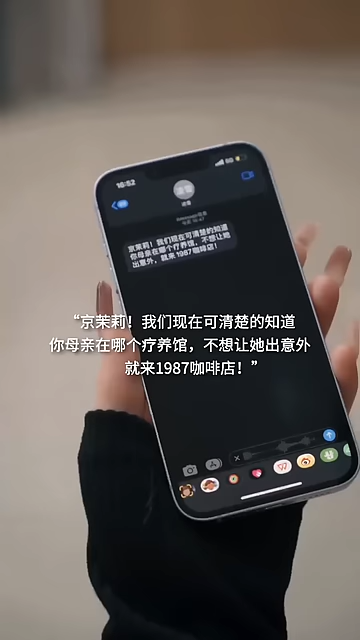 16:52
京茉莉！我们现在可清楚的知道
你母亲在哪个疗养馆，不想让她
出意外，就来1987咖啡店！
“京茉莉！我们现在可清楚的知道
你母亲在哪个疗养馆，不想让她出意外
就来1987咖啡店！”